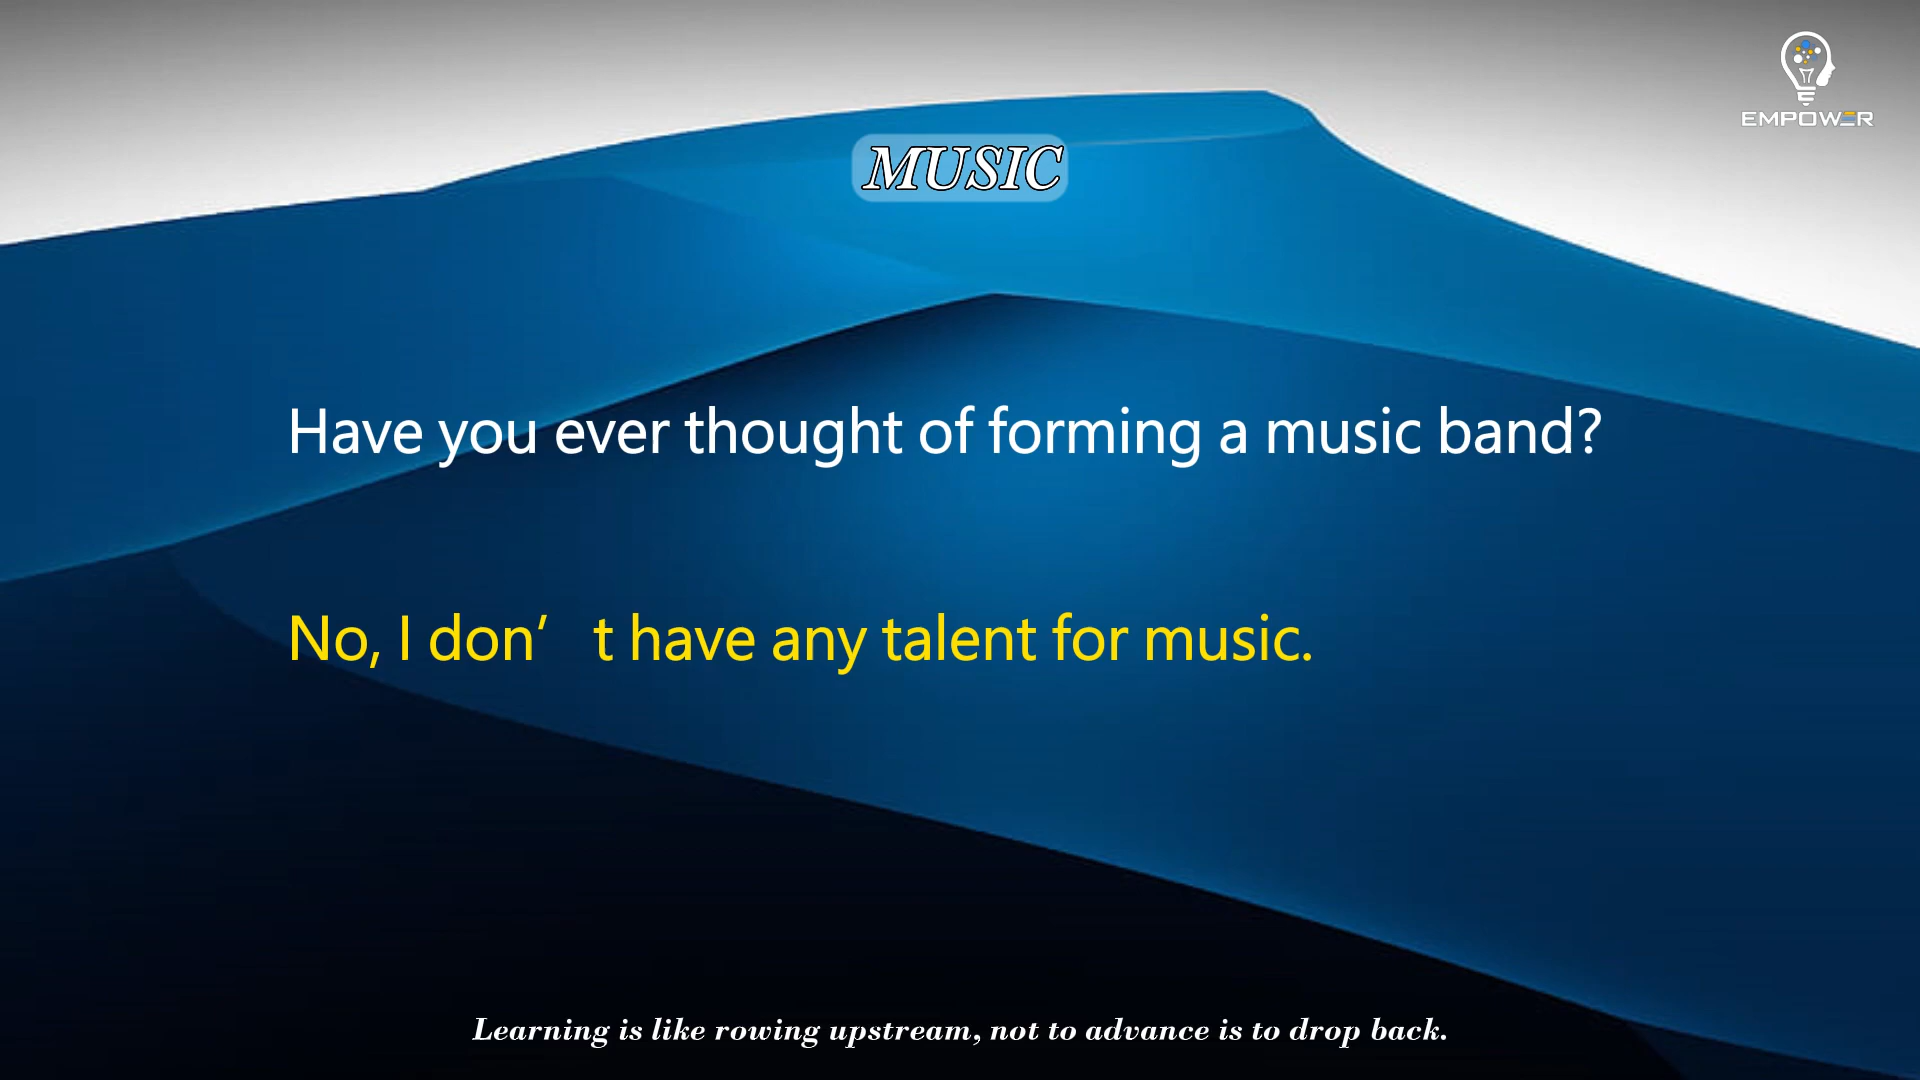 EMPOWER
MUSIC
Have you ever thought of forming a music band?
No, I don’t have any talent for music.
Learning is like rowing upstream, not to advance is to drop back.